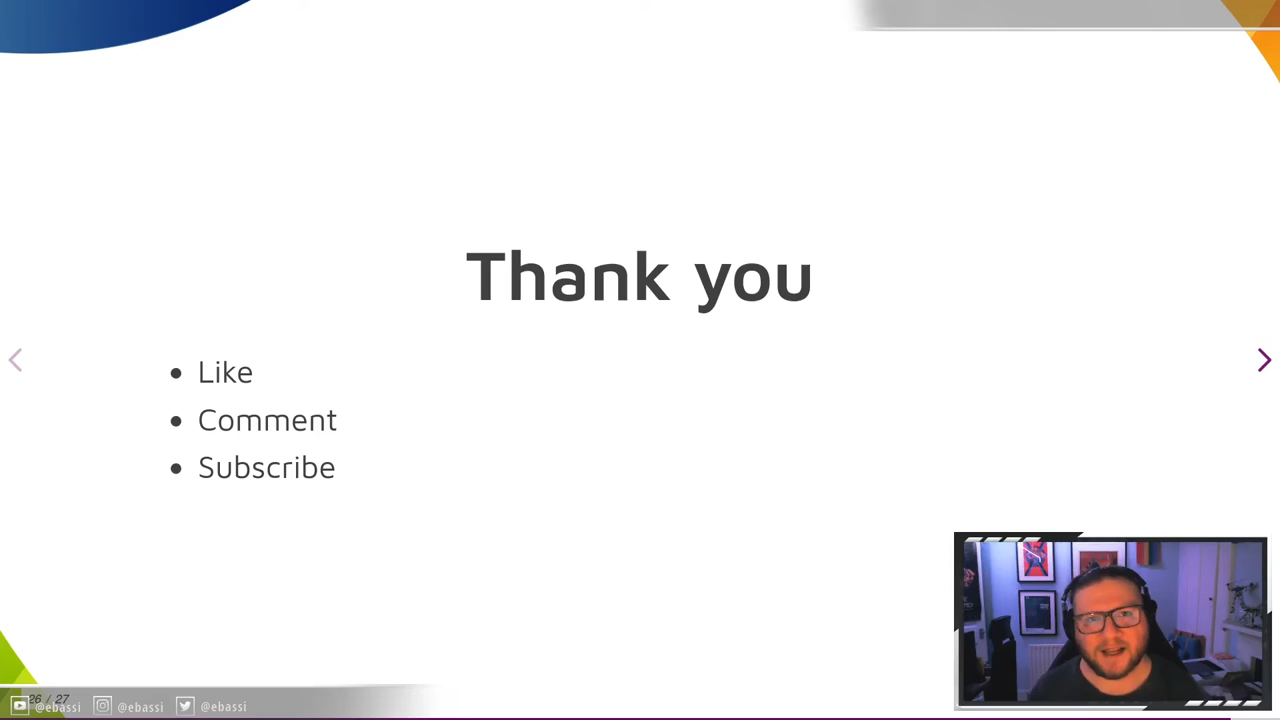 Thank you
Like
Comment
Subscribe
26 / 27
@ebassi @ebassi @ebassi